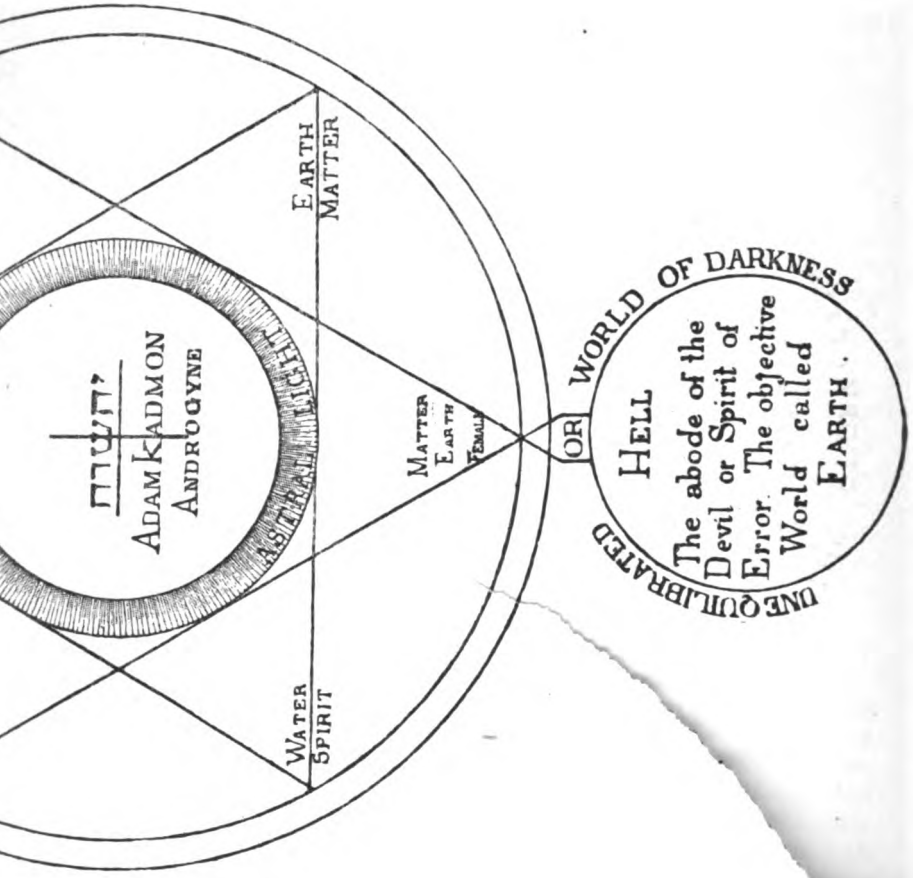 יהשוה
ADAM KADMON
ANDROGYNE
ASTRAL LIGHT
WATER
SPIRIT
EARTH
MATTER
MATTER
EARTH
FEMALE
OR
UNEQUILIBRATED
WORLD OF DARKNESS
HELL
The abode of the
Devil or Spirit of
Error. The objective
World called
EARTH.